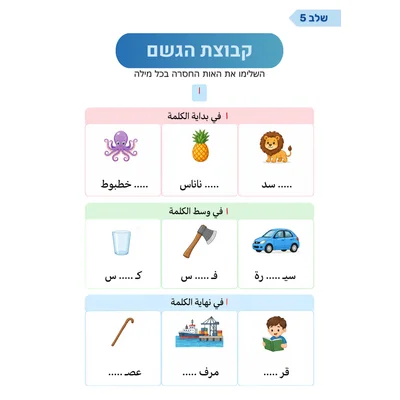 שלב 5
קבוצת הגשם
השלימו את האות החסרה בכל מילה
ا
ا في بداية الكلمة
..... سد ..... ناناس ..... خطبوط
ا في وسط الكلمة
سيـ ..... رة فـ ..... س كـ ..... س
ا في نهاية الكلمة
قر ..... مرف ..... عصـ .....